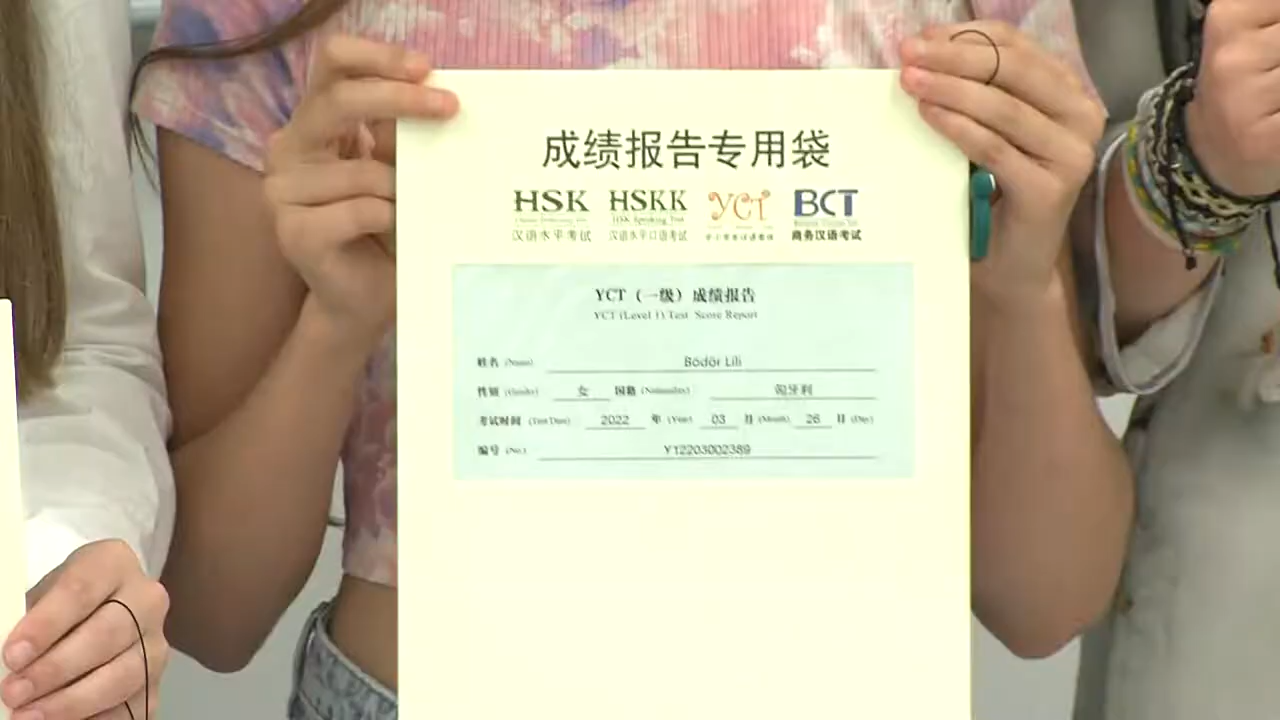 成绩报告专用袋
HSK HSKK YCT BCT
HSK Speaking Test
汉语水平考试 汉语水平口语考试 商务汉语考试
YCT（一级）成绩报告
YCT (Level 1) Test Score Report
姓名 (Name) Bödör Lili
性别 (Gender) 女 国籍 (Nationality) 匈牙利
考试时间 (Test Date) 2022 年 (Year) 03 月 (Month) 26 日 (Day)
编号 (No.) Y12203002389